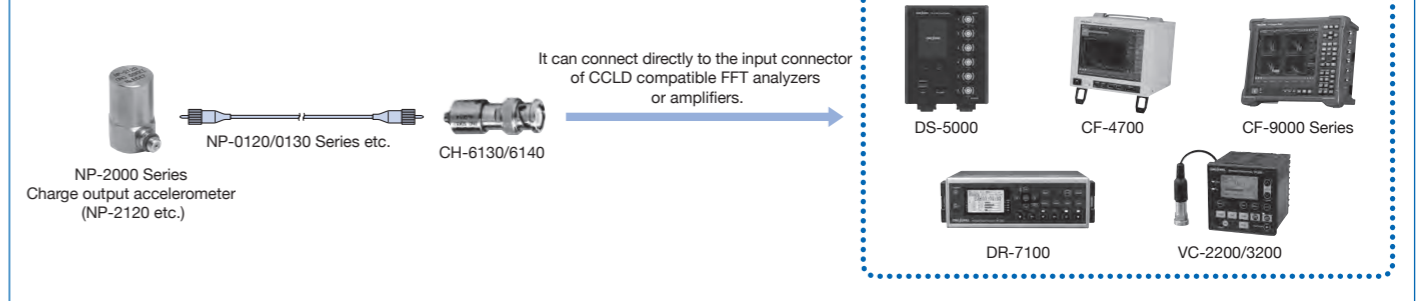 It can connect directly to the input connector
of CCLD compatible FFT analyzers
or amplifiers.
NP-0120/0130 Series etc.
CH-6130/6140
NP-2000 Series
Charge output accelerometer
(NP-2120 etc.)
DS-5000
CF-4700
CF-9000 Series
DR-7100
VC-2200/3200